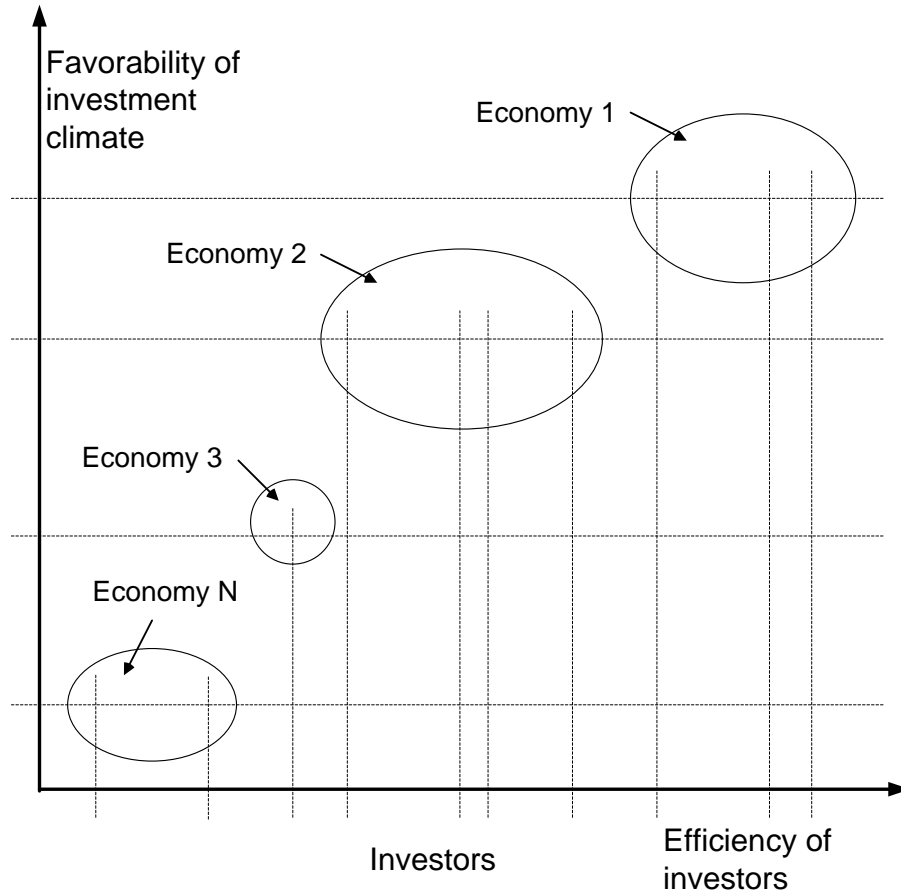 Favorability of
investment
climate
Economy 1
Economy 2
Economy 3
Economy N
Investors
Efficiency of
investors